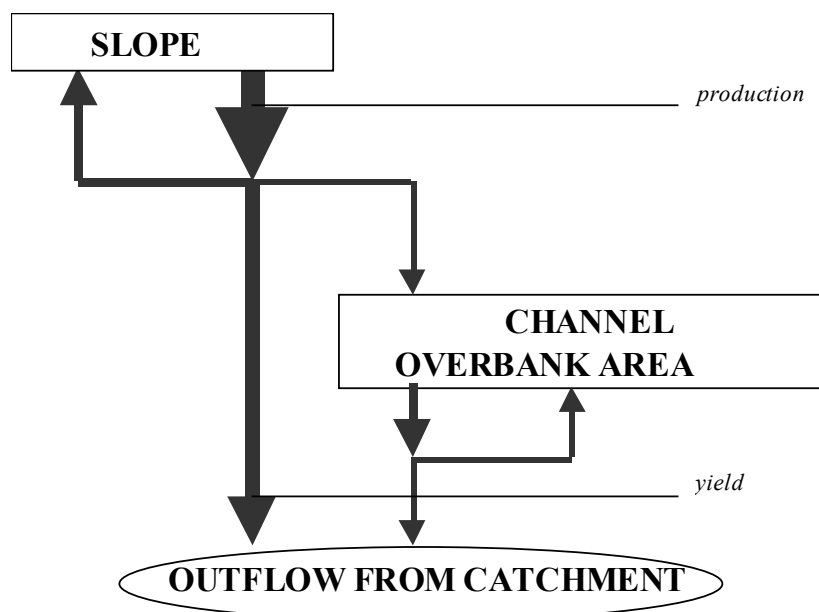 SLOPE
production
CHANNEL
OVERBANK AREA
yield
OUTFLOW FROM CATCHMENT